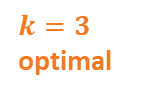 k = 3
optimal